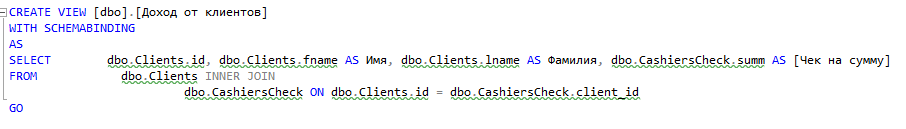 CREATE VIEW [dbo].[Доход от клиентов]
WITH SCHEMABINDING
AS
SELECT dbo.Clients.id, dbo.Clients.fname AS Имя, dbo.Clients.lname AS Фамилия, dbo.CashiersCheck.summ AS [Чек на сумму]
FROM dbo.Clients INNER JOIN
dbo.CashiersCheck ON dbo.Clients.id = dbo.CashiersCheck.client_id
GO